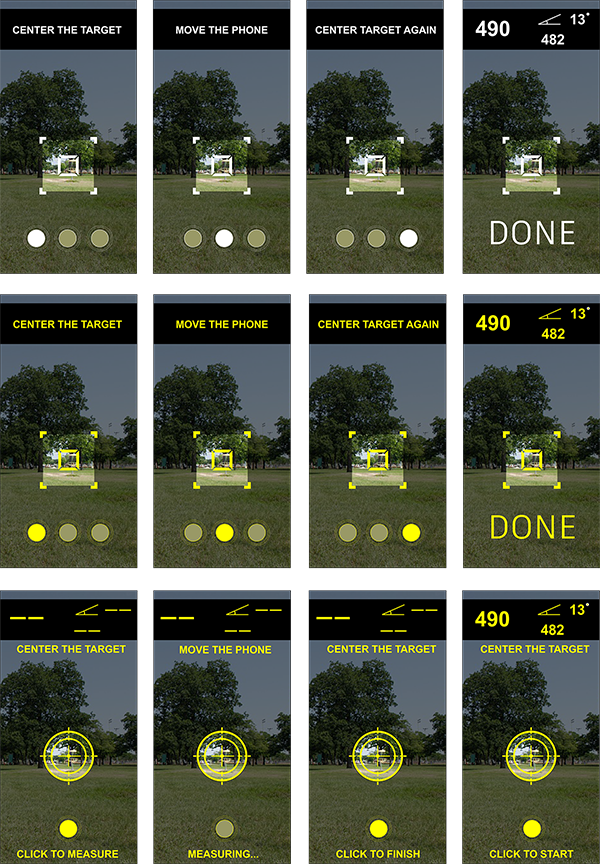 CENTER THE TARGET
MOVE THE PHONE
CENTER TARGET AGAIN
490 13°
482
DONE
CENTER THE TARGET
MOVE THE PHONE
CENTER TARGET AGAIN
490 13°
482
DONE
490 13°
482
CENTER THE TARGET
MOVE THE PHONE
CENTER THE TARGET
CENTER THE TARGET
CLICK TO MEASURE
MEASURING...
CLICK TO FINISH
CLICK TO START